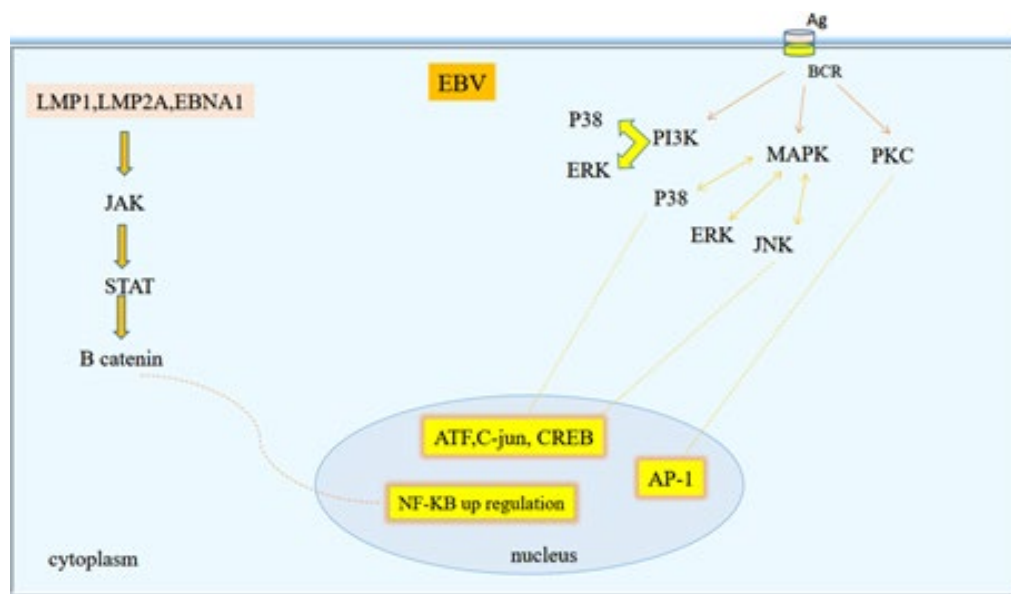 Ag
BCR
EBV
LMP1,LMP2A,EBNA1
P38
PI3K
ERK
MAPK
PKC
P38
ERK
JNK
JAK
STAT
B catenin
ATF,C-jun, CREB
AP-1
NF-KB up regulation
nucleus
cytoplasm